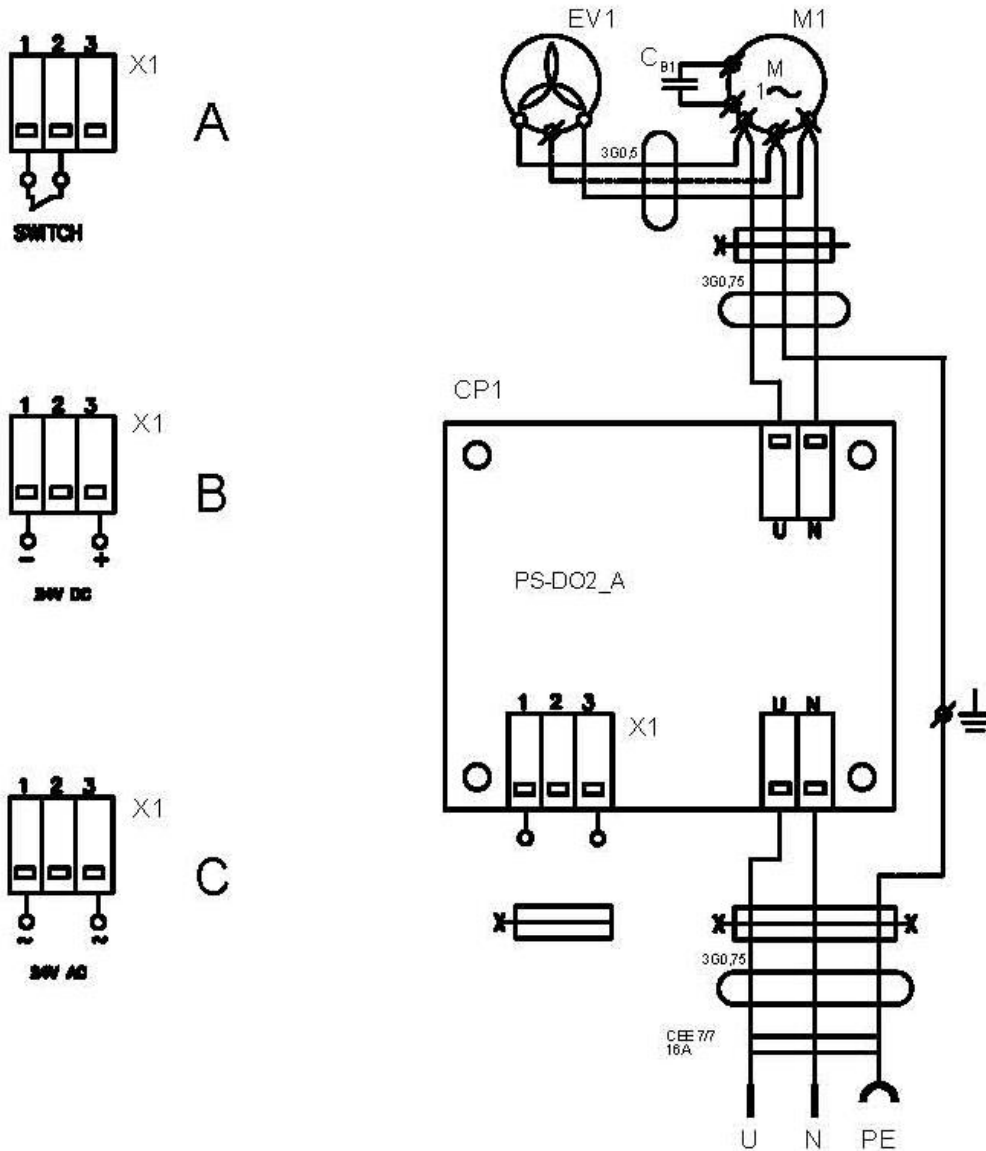 1 2 3
X1
A
SWITCH
1 2 3
X1
B
- +
24V DC
1 2 3
X1
C
~ ~
24V AC
EV1
M1
C B1
M
1 ~
3G0,5
X
3G0,75
CP1
U N
PS-DO2_A
1 2 3
X1
U N
X
X X
3G0,75
CEE 7/7
16A
U N PE